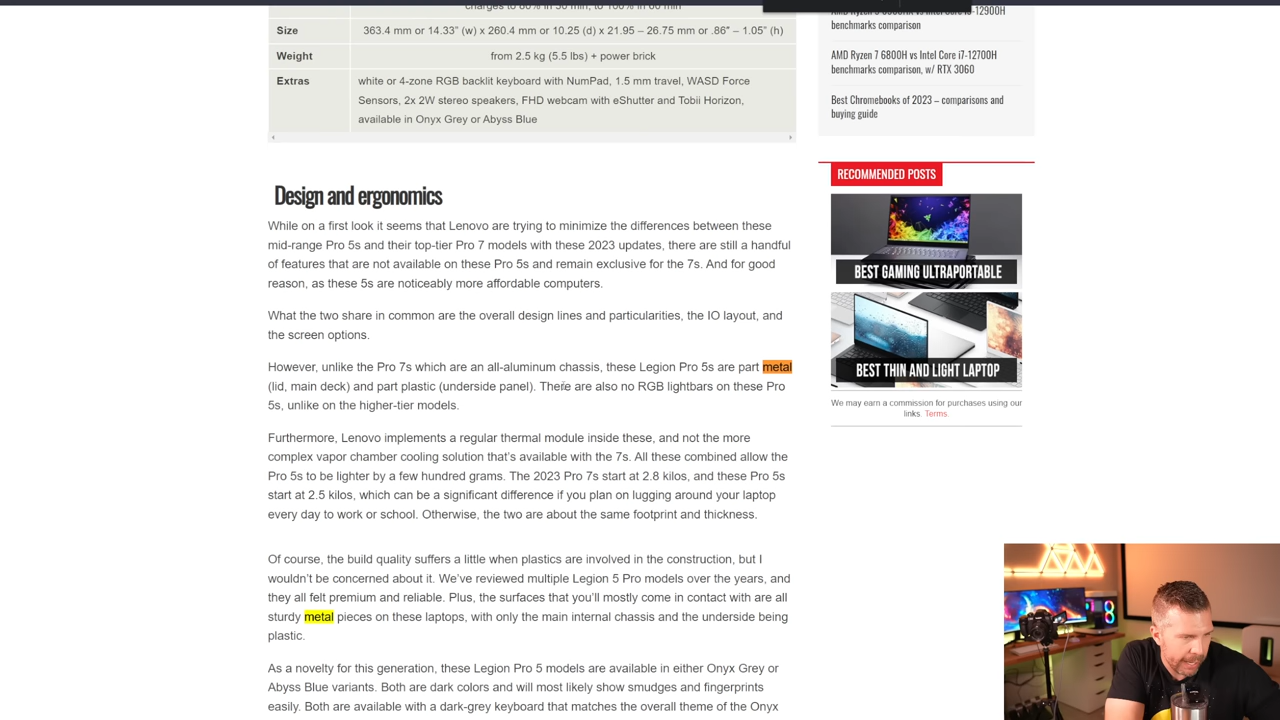 charges to 80% in 30 min, to 100% in 60 min
Size 363.4 mm or 14.33” (w) x 260.4 mm or 10.25 (d) x 21.95 – 26.75 mm or .86″ – 1.05″ (h)
Weight from 2.5 kg (5.5 lbs) + power brick
Extras white or 4-zone RGB backlit keyboard with NumPad, 1.5 mm travel, WASD Force
Sensors, 2x 2W stereo speakers, FHD webcam with eShutter and Tobii Horizon,
available in Onyx Grey or Abyss Blue
Design and ergonomics
While on a first look it seems that Lenovo are trying to minimize the differences between these
mid-range Pro 5s and their top-tier Pro 7 models with these 2023 updates, there are still a handful
of features that are not available on these Pro 5s and remain exclusive for the 7s. And for good
reason, as these 5s are noticeably more affordable computers.
What the two share in common are the overall design lines and particularities, the IO layout, and
the screen options.
However, unlike the Pro 7s which are an all-aluminum chassis, these Legion Pro 5s are part metal
(lid, main deck) and part plastic (underside panel). There are also no RGB lightbars on these Pro
5s, unlike on the higher-tier models.
Furthermore, Lenovo implements a regular thermal module inside these, and not the more
complex vapor chamber cooling solution that’s available with the 7s. All these combined allow the
Pro 5s to be lighter by a few hundred grams. The 2023 Pro 7s start at 2.8 kilos, and these Pro 5s
start at 2.5 kilos, which can be a significant difference if you plan on lugging around your laptop
every day to work or school. Otherwise, the two are about the same footprint and thickness.
Of course, the build quality suffers a little when plastics are involved in the construction, but I
wouldn’t be concerned about it. We’ve reviewed multiple Legion 5 Pro models over the years, and
they all felt premium and reliable. Plus, the surfaces that you’ll mostly come in contact with are all
sturdy metal pieces on these laptops, with only the main internal chassis and the underside being
plastic.
As a novelty for this generation, these Legion Pro 5 models are available in either Onyx Grey or
Abyss Blue variants. Both are dark colors and will most likely show smudges and fingerprints
easily. Both are available with a dark-grey keyboard that matches the overall theme of the Onyx
-12900H
benchmarks comparison
AMD Ryzen 7 6800H vs Intel Core i7-12700H
benchmarks comparison, w/ RTX 3060
Best Chromebooks of 2023 – comparisons and
buying guide
RECOMMENDED POSTS
BEST GAMING ULTRAPORTABLE
BEST THIN AND LIGHT LAPTOP
We may earn a commission for purchases using our
links. Terms.